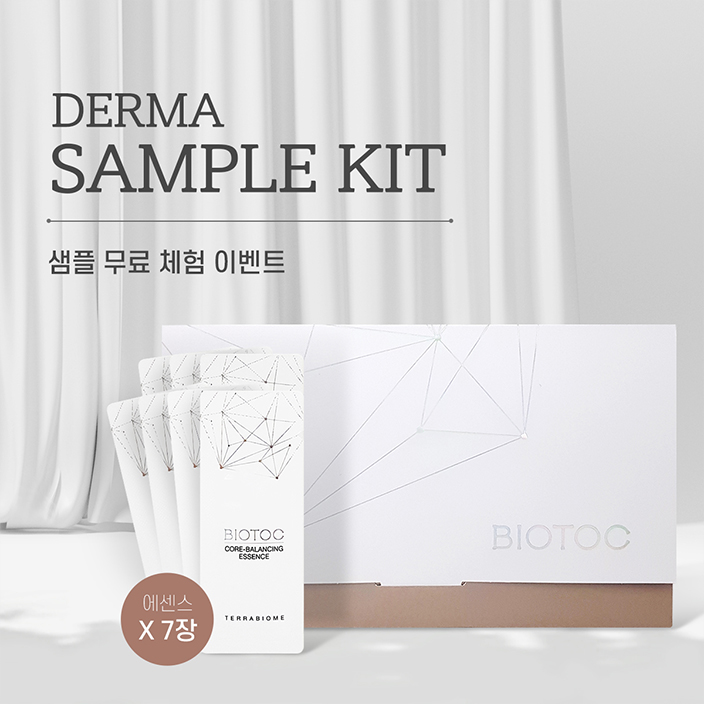 DERMA
SAMPLE KIT
샘플 무료 체험 이벤트
BIOTOC
CORE-BALANCING
ESSENCE
TERRABIOME
BIOTOC
에센스
X 7장